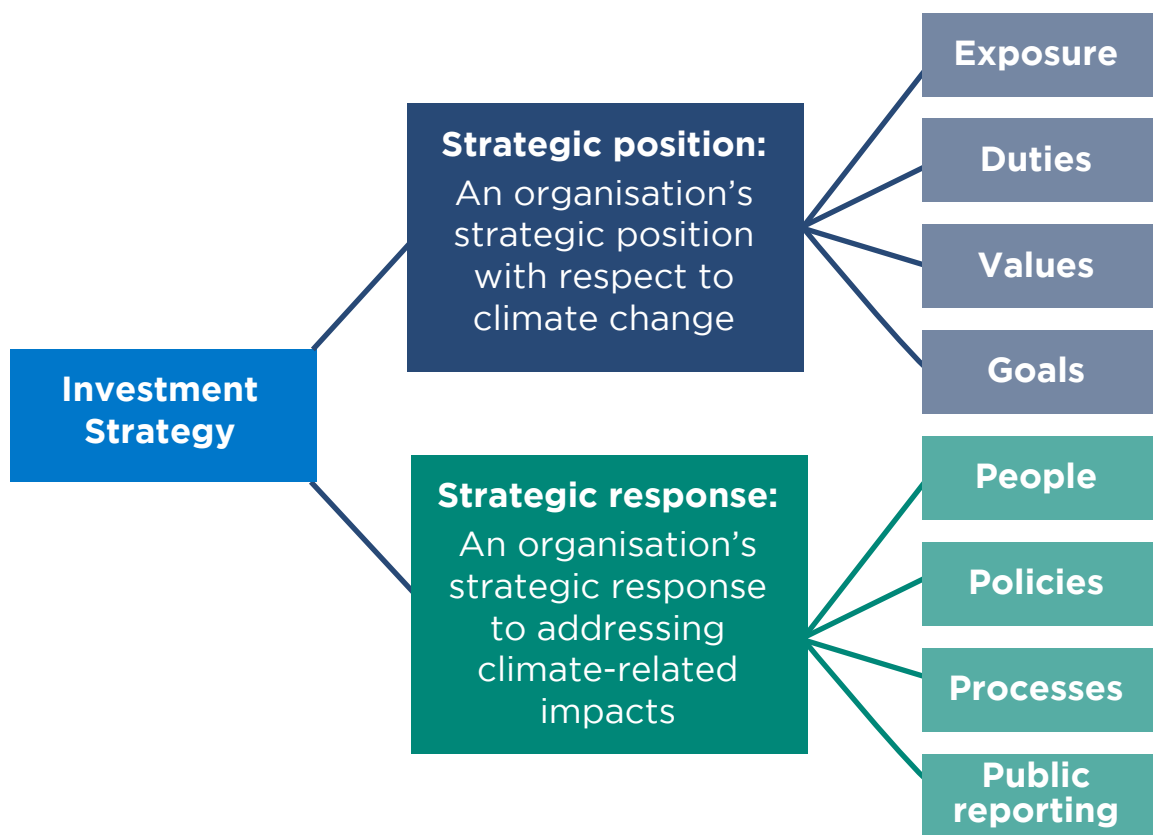 Investment
Strategy
Strategic position:
An organisation’s
strategic position
with respect to
climate change
Exposure
Duties
Values
Goals
Strategic response:
An organisation’s
strategic response
to addressing
climate-related
impacts
People
Policies
Processes
Public
reporting